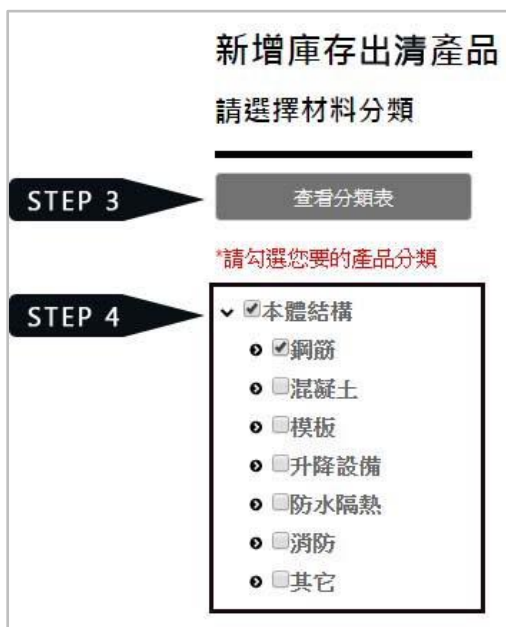 新增庫存出清產品
請選擇材料分類
STEP 3
查看分類表
*請勾選您要的產品分類
STEP 4
本體結構
鋼筋
混凝土
模板
升降設備
防水隔熱
消防
其它